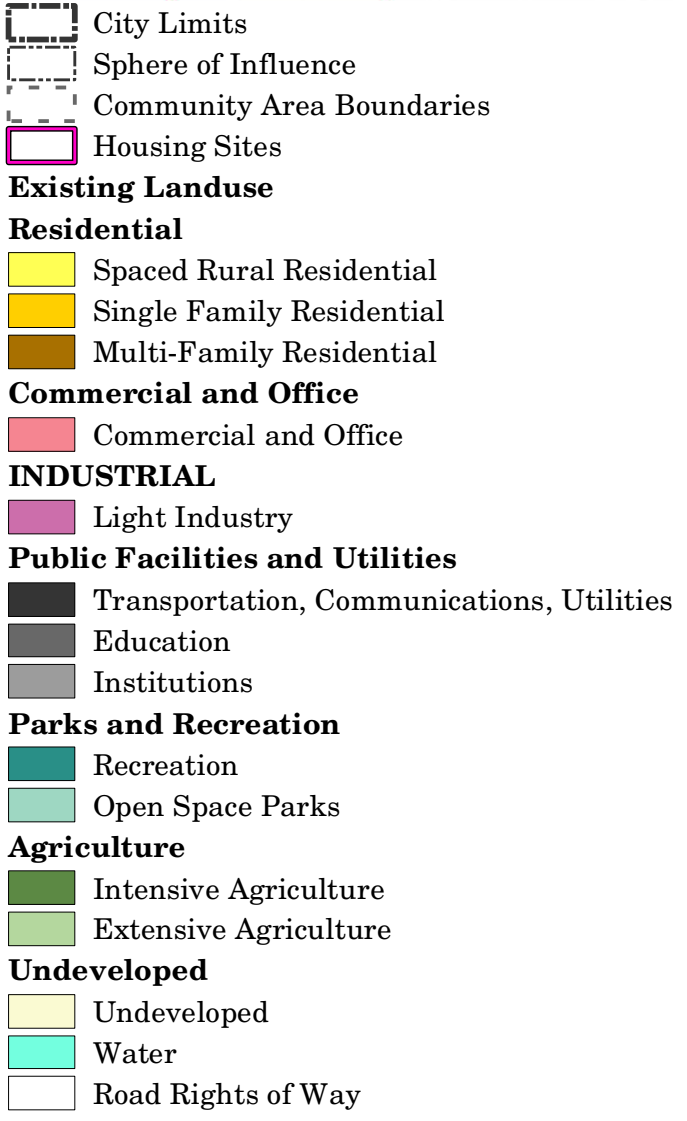 City Limits
Sphere of Influence
Community Area Boundaries
Housing Sites
Existing Landuse
Residential
Spaced Rural Residential
Single Family Residential
Multi-Family Residential
Commercial and Office
Commercial and Office
INDUSTRIAL
Light Industry
Public Facilities and Utilities
Transportation, Communications, Utilities
Education
Institutions
Parks and Recreation
Recreation
Open Space Parks
Agriculture
Intensive Agriculture
Extensive Agriculture
Undeveloped
Undeveloped
Water
Road Rights of Way